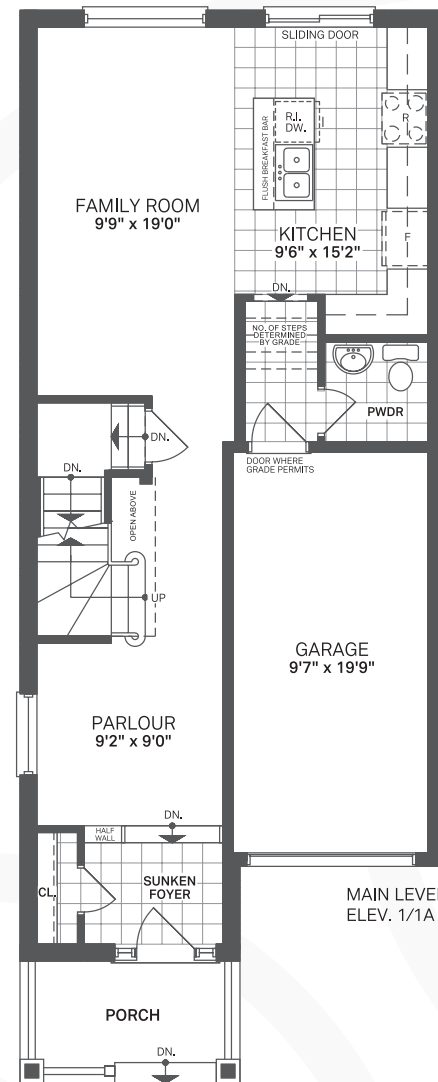 SLIDING DOOR
R.I.
DW.
FLUSH BREAKFAST BAR
R
FAMILY ROOM
9'9" x 19'0"
KITCHEN
9'6" x 15'2"
F
DN.
NO. OF STEPS
DETERMINED
BY GRADE
PWDR
DN.
DN.
DOOR WHERE
GRADE PERMITS
OPEN ABOVE
UP
GARAGE
9'7" x 19'9"
PARLOUR
9'2" x 9'0"
DN.
HALF
WALL
CL.
SUNKEN
FOYER
MAIN LEVEL
ELEV. 1/1A
PORCH
DN.